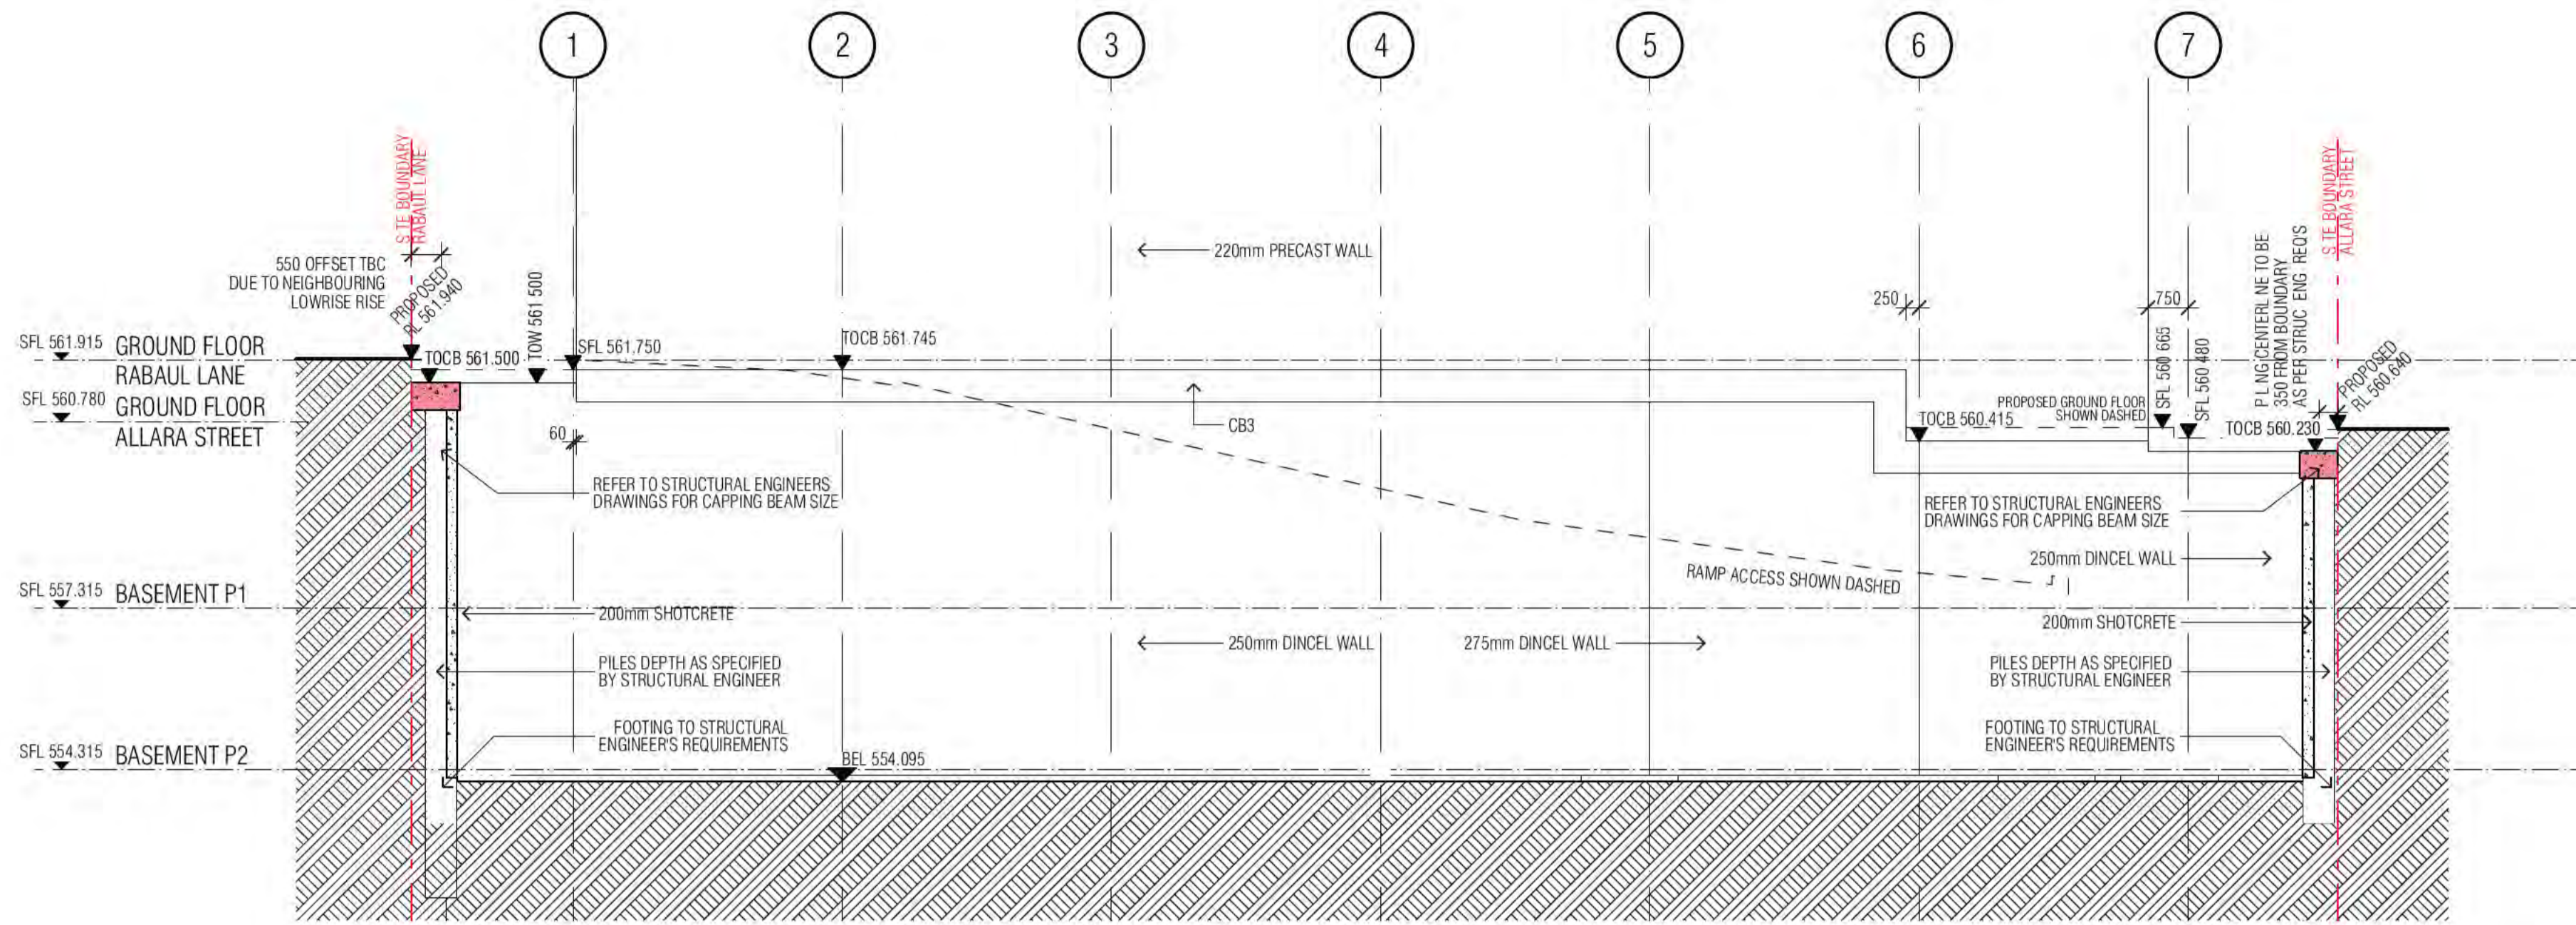 1
2
3
4
5
6
7
S TE BOUNDARY
RABAUL LANE
550 OFFSET TBC
DUE TO NEIGHBOURING
LOWRISE RISE
PROPOSED
RL 561.940
TOW 561 500
220mm PRECAST WALL
250
750
SFL 560 665
SFL 560 480
P L NG CENTERL NE TO BE
350 FROM BOUNDARY
AS PER STRUC ENG REQ'S
S TE BOUNDARY
ALLARA STREET
PROPOSED
RL 560.640
SFL 561.915 GROUND FLOOR
RABAUL LANE
TOCB 561.500
SFL 561.750
TOCB 561.745
SFL 560.780 GROUND FLOOR
ALLARA STREET
60
CB3
PROPOSED GROUND FLOOR
SHOWN DASHED
TOCB 560.415
TOCB 560.230
REFER TO STRUCTURAL ENGINEERS
DRAWINGS FOR CAPPING BEAM SIZE
REFER TO STRUCTURAL ENGINEERS
DRAWINGS FOR CAPPING BEAM SIZE
250mm DINCEL WALL
RAMP ACCESS SHOWN DASHED
SFL 557.315 BASEMENT P1
200mm SHOTCRETE
200mm SHOTCRETE
250mm DINCEL WALL
275mm DINCEL WALL
PILES DEPTH AS SPECIFIED
BY STRUCTURAL ENGINEER
PILES DEPTH AS SPECIFIED
BY STRUCTURAL ENGINEER
FOOTING TO STRUCTURAL
ENGINEER'S REQUIREMENTS
FOOTING TO STRUCTURAL
ENGINEER'S REQUIREMENTS
SFL 554.315 BASEMENT P2
BEL 554.095